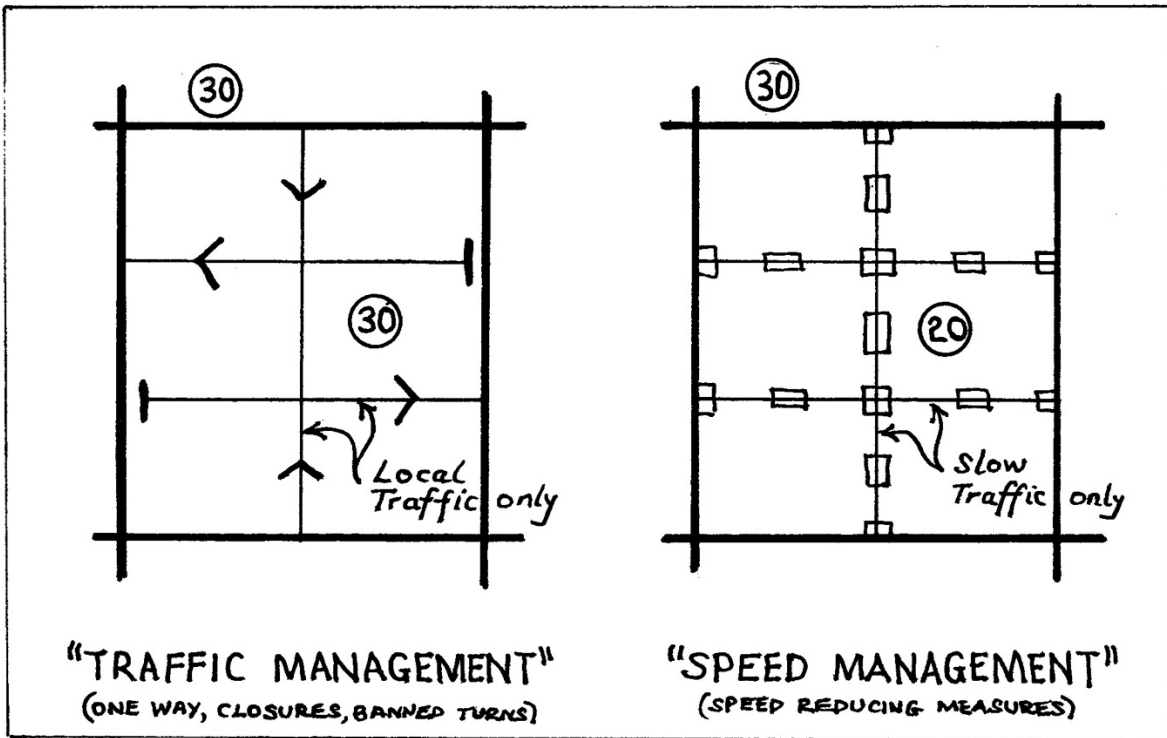 30
30
Local
Traffic only
"TRAFFIC MANAGEMENT"
(ONE WAY, CLOSURES, BANNED TURNS)
30
20
Slow
Traffic only
"SPEED MANAGEMENT"
(SPEED REDUCING MEASURES)